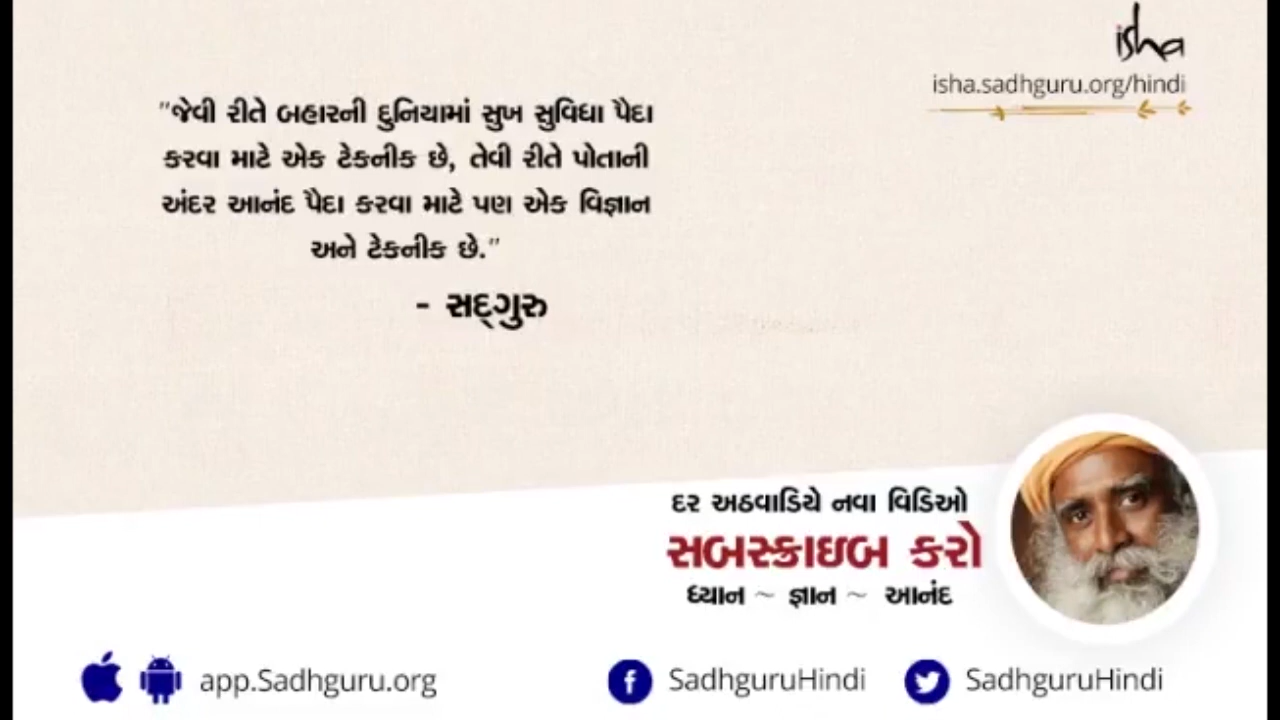 isha
isha.sadhguru.org/hindi
"જેવી રીતે બહારની દુનિયામાં સુખ સુવિધા પૈદા
કરવા માટે એક ટેકનીક છે, તેવી રીતે પોતાની
અંદર આનંદ પૈદા કરવા માટે પણ એક વિજ્ઞાન
અને ટેકનીક છે."
- સદ્‌ગુરુ
દર અઠવાડિયે નવા વિડિઓ
સબસ્ક્રાઇબ કરો
ધ્યાન ~ જ્ઞાન ~ આનંદ
app.Sadhguru.org
SadhguruHindi
SadhguruHindi